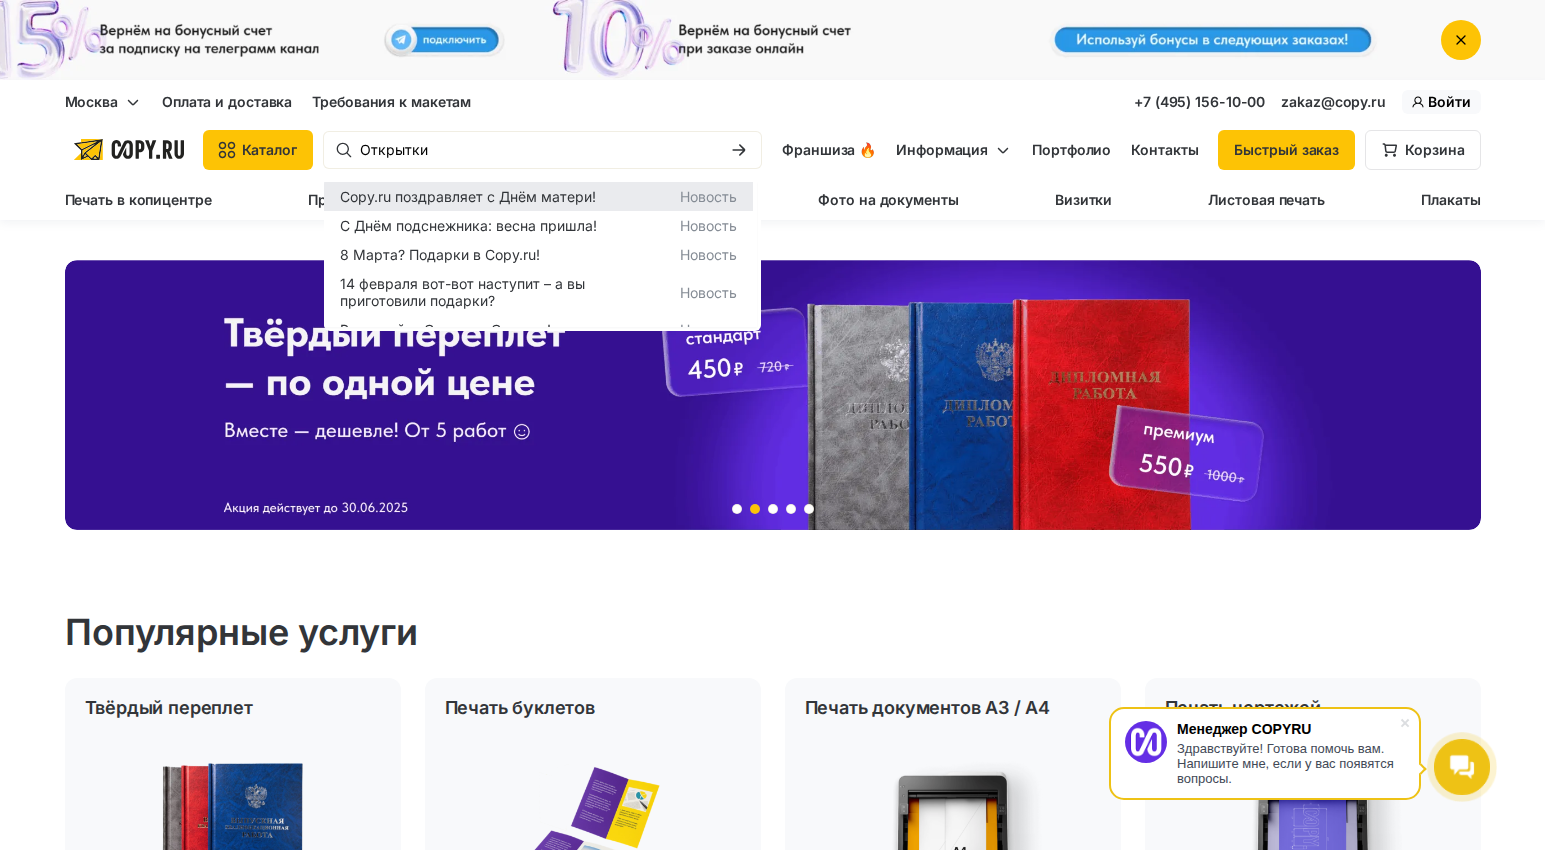 15%
Вернём на бонусный счет
за подписку на телеграмм канал
подключить
10%
Вернём на бонусный счет
при заказе онлайн
Используй бонусы в следующих заказах!
Москва
Оплата и доставка
Требования к макетам
+7 (495) 156-10-00
zakaz@copy.ru
Войти
COPY.RU
Каталог
Открытки
Франшиза 🔥
Информация
Портфолио
Контакты
Быстрый заказ
Корзина
Печать в копицентре
Фото на документы
Визитки
Листовая печать
Плакаты
Copy.ru поздравляет с Днём матери! Новость
С Днём подснежника: весна пришла! Новость
8 Марта? Подарки в Copy.ru! Новость
14 февраля вот-вот наступит – а вы
приготовили подарки?
Новость
Твёрдый переплет
— по одной цене
Вместе — дешевле! От 5 работ
Акция действует до 30.06.2025
стандарт
450 ₽ 720 ₽
ДИПЛОМНАЯ
РАБОТА
премиум
550 ₽ 1000 ₽
Популярные услуги
Твёрдый переплет
Печать буклетов
Печать документов А3 / А4
Печать чертежей
Менеджер COPYRU
Здравствуйте! Готова помочь вам.
Напишите мне, если у вас появятся
вопросы.